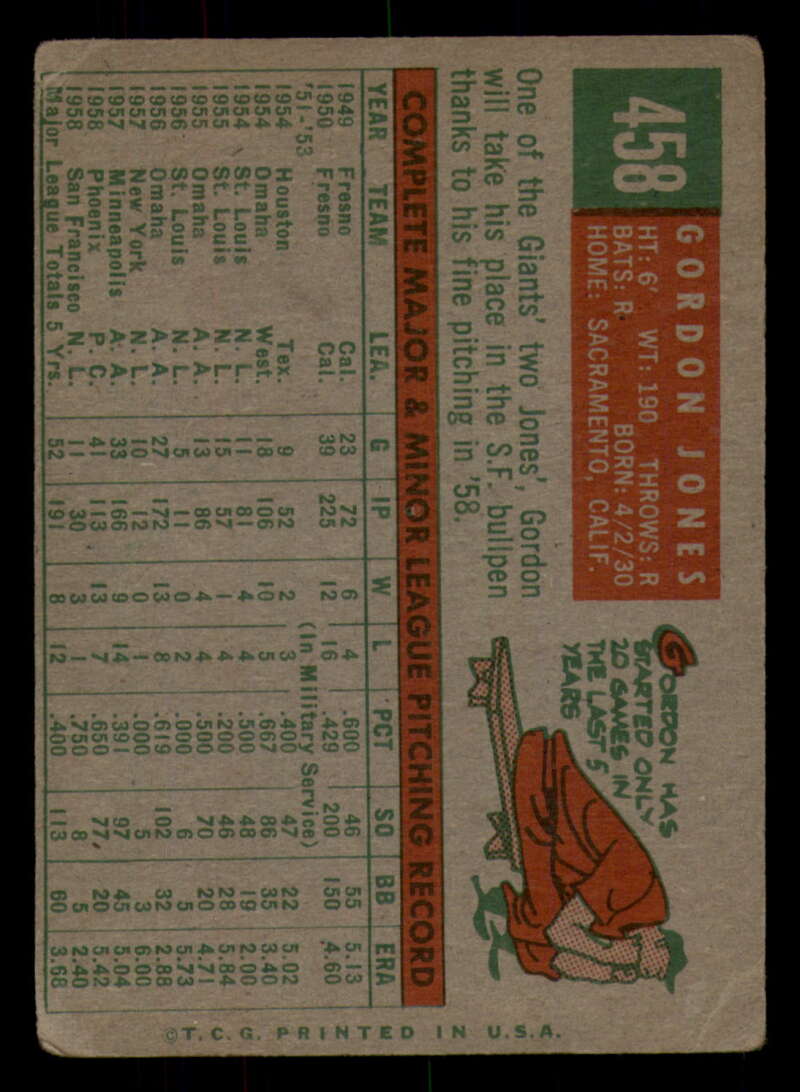 458
GORDON JONES
HT: 6' WT: 190 THROWS: R
BATS: R BORN: 4/2/30
HOME: SACRAMENTO, CALIF.
One of the Giants' two Jones', Gordon
will take his place in the S.F. bullpen
thanks to his fine pitching in '58.
GORDON HAS
STARTED ONLY
20 GAMES IN
THE LAST 5
YEARS
COMPLETE MAJOR & MINOR LEAGUE PITCHING RECORD
YEAR TEAM LEA. G IP W L PCT SO BB ERA
1949 Fresno Cal. 23 72 6 4 .600 46 55 5.13
1950 Fresno Cal. 39 225 12 16 .429 200 150 4.60
'51-'53 (In Military Service)
1954 Houston Tex. 9 52 2 3 .400 47 22 5.02
1954 Omaha West. 18 106 10 5 .667 86 35 3.40
1954 St. Louis N. L. 11 81 4 4 .500 48 19 2.00
1955 St. Louis N. L. 15 57 1 4 .200 46 28 5.84
1955 Omaha A. A. 13 86 4 4 .500 70 20 4.71
1956 St. Louis N. L. 5 11 0 2 .000 6 5 5.73
1956 Omaha A. A. 27 172 13 8 .619 102 32 2.88
1957 New York N. L. 10 12 0 1 .000 5 3 6.00
1957 Minneapolis A. A. 33 166 9 14 .391 97 45 5.04
1958 Phoenix P. C. 41 113 13 7 .650 77 20 5.42
1958 San Francisco N. L. 11 30 3 1 .750 8 5 2.40
Major League Totals 5 Yrs. 52 191 8 12 .400 113 60 3.68
©T.C.G. PRINTED IN U.S.A.